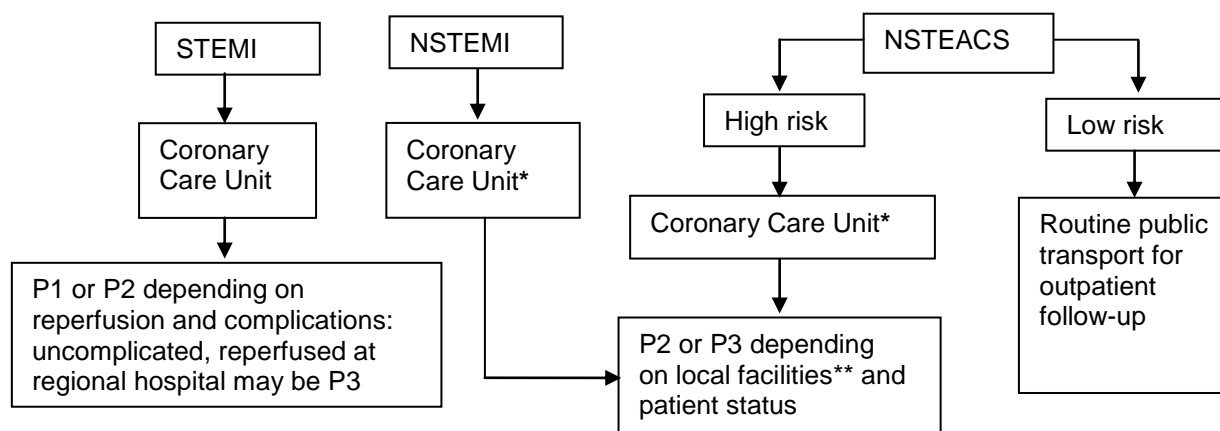 STEMI
NSTEMI
NSTEACS
High risk
Low risk
Coronary
Care Unit
Coronary
Care Unit*
Coronary Care Unit*
Routine public
transport for
outpatient
follow-up
P1 or P2 depending on
reperfusion and complications:
uncomplicated, reperfused at
regional hospital may be P3
P2 or P3 depending
on local facilities** and
patient status